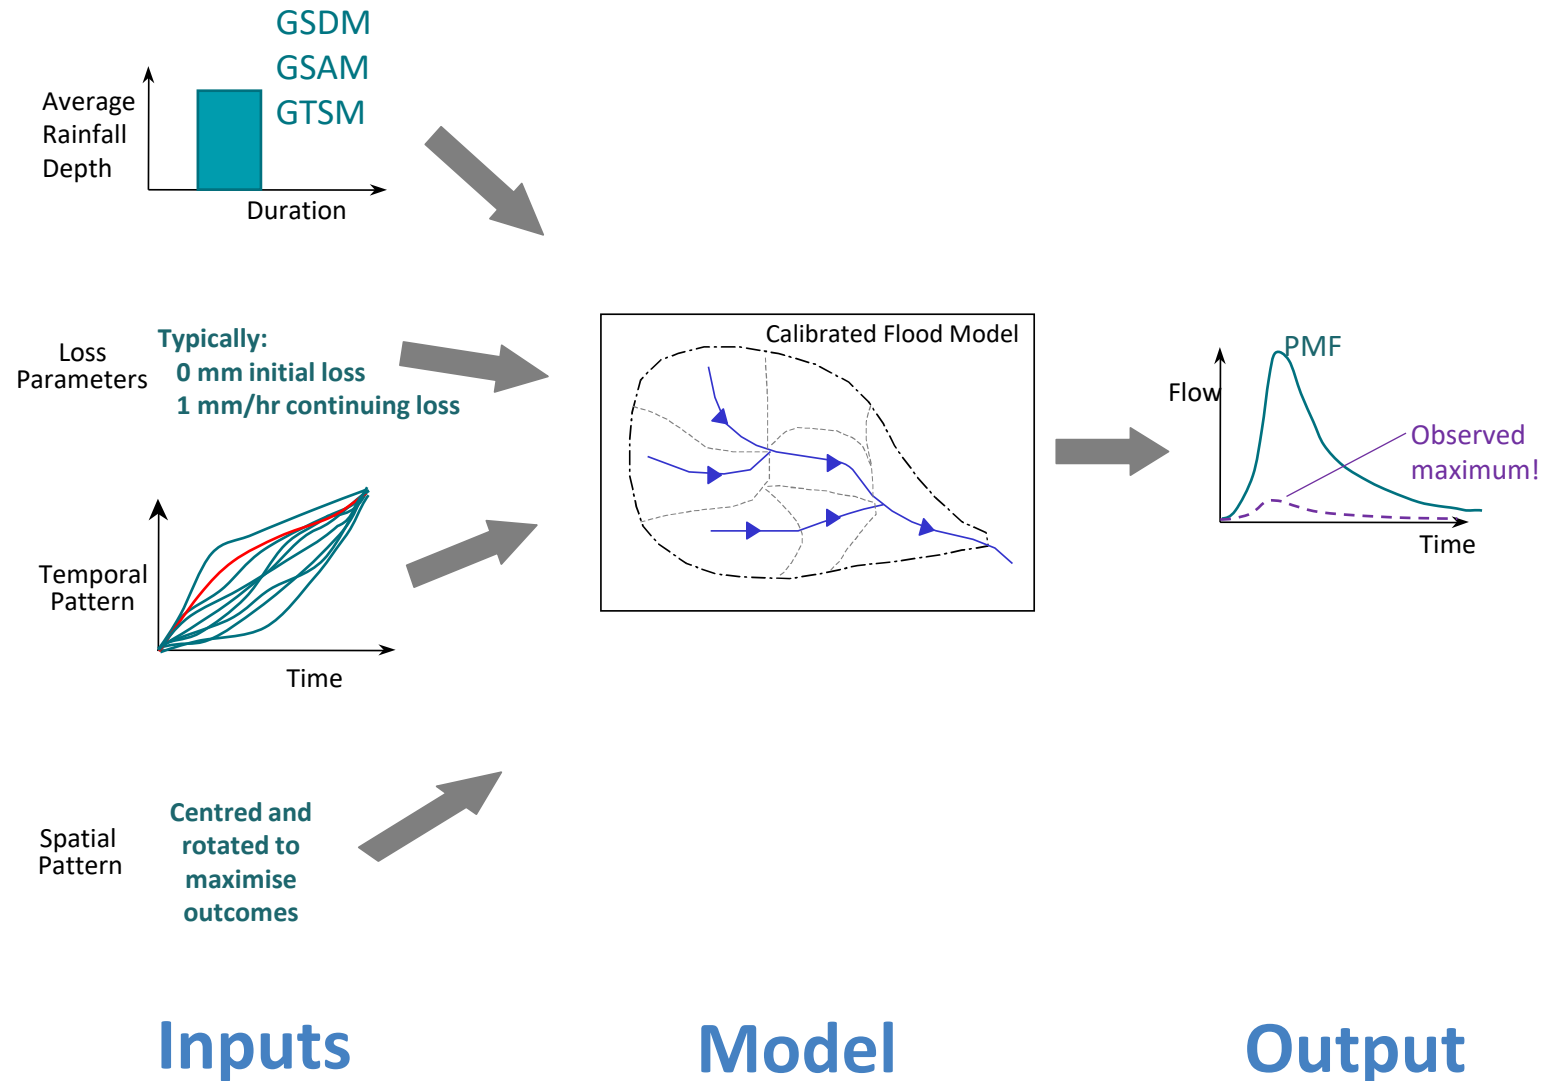 GSDM
GSAM
GTSM
Average
Rainfall
Depth
Duration
Loss
Parameters
Typically:
0 mm initial loss
1 mm/hr continuing loss
Temporal
Pattern
Time
Spatial
Pattern
Centred and
rotated to
maximise
outcomes
Calibrated Flood Model
PMF
Flow
Observed
maximum!
Time
Inputs
Model
Output